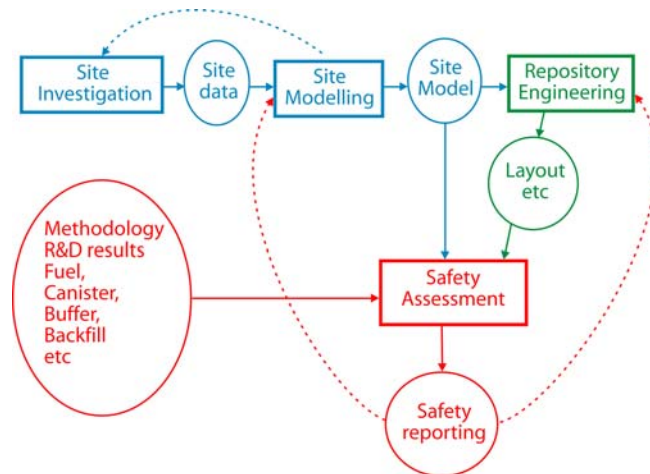 Site
Investigation
Site
data
Site
Modelling
Site
Model
Repository
Engineering
Layout
etc
Methodology
R&D results
Fuel,
Canister,
Buffer,
Backfill
etc
Safety
Assessment
Safety
reporting